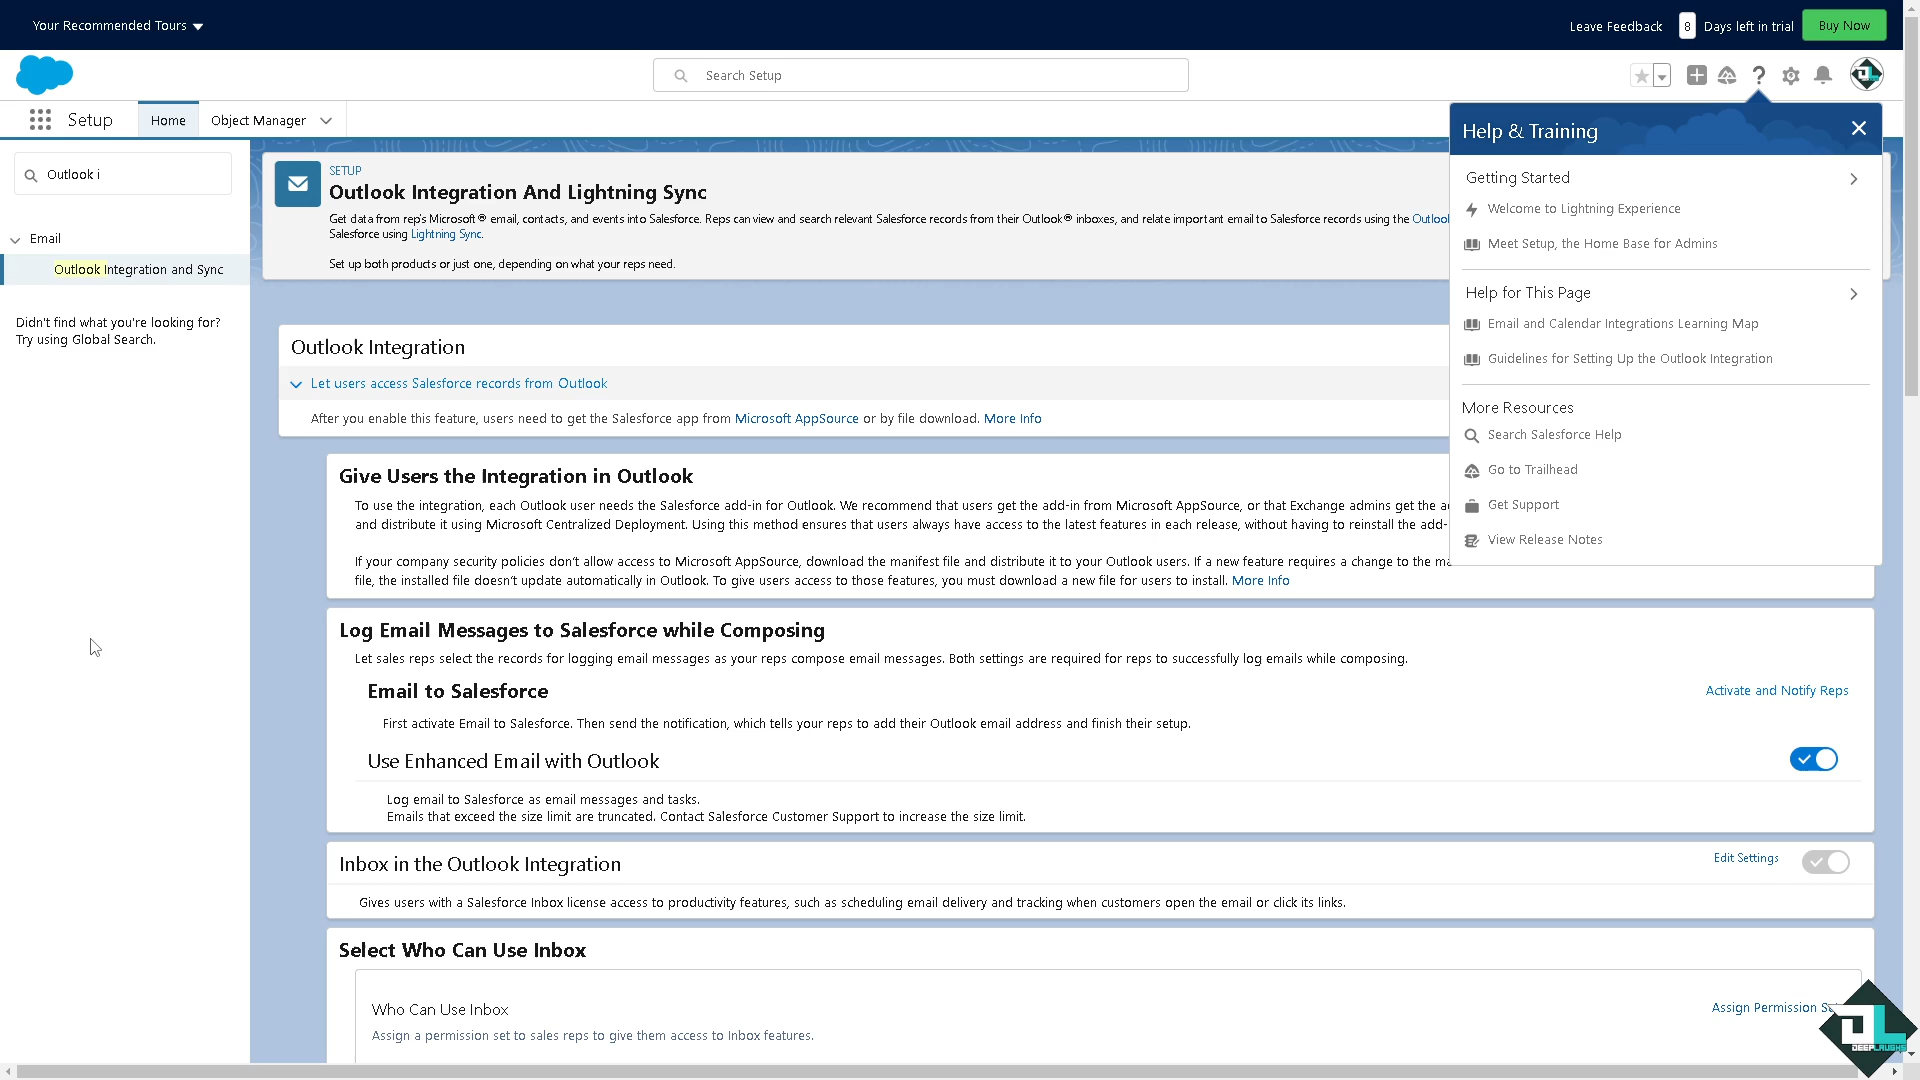 Your Recommended Tours
Leave Feedback
8
Days left in trial
Buy Now
Search Setup
Setup
Home
Object Manager
Outlook i
Email
Outlook Integration and Sync
Didn't find what you're looking for?
Try using Global Search.
SETUP
Outlook Integration And Lightning Sync
Get data from rep's Microsoft® email, contacts, and events into Salesforce. Reps can view and search relevant Salesforce records from their Outlook® inboxes, and relate important email to Salesforce records using the Outlool
Salesforce using Lightning Sync.
Set up both products or just one, depending on what your reps need.
Outlook Integration
Let users access Salesforce records from Outlook
After you enable this feature, users need to get the Salesforce app from Microsoft AppSource or by file download. More Info
Give Users the Integration in Outlook
To use the integration, each Outlook user needs the Salesforce add-in for Outlook. We recommend that users get the add-in from Microsoft AppSource, or that Exchange admins get the
and distribute it using Microsoft Centralized Deployment. Using this method ensures that users always have access to the latest features in each release, without having to reinstall the add-
If your company security policies don't allow access to Microsoft AppSource, download the manifest file and distribute it to your Outlook users. If a new feature requires a change to the
file, the installed file doesn't update automatically in Outlook. To give users access to those features, you must download a new file for users to install. More Info
Log Email Messages to Salesforce while Composing
Let sales reps select the records for logging email messages as your reps compose email messages. Both settings are required for reps to successfully log emails while composing.
Email to Salesforce
Activate and Notify Reps
First activate Email to Salesforce. Then send the notification, which tells your reps to add their Outlook email address and finish their setup.
Use Enhanced Email with Outlook
Log email to Salesforce as email messages and tasks.
Emails that exceed the size limit are truncated. Contact Salesforce Customer Support to increase the size limit.
Inbox in the Outlook Integration
Edit Settings
Gives users with a Salesforce Inbox license access to productivity features, such as scheduling email delivery and tracking when customers open the email or click its links.
Select Who Can Use Inbox
Who Can Use Inbox
Assign Permission
Assign a permission set to sales reps to give them access to Inbox features.
Help & Training
Getting Started
Welcome to Lightning Experience
Meet Setup, the Home Base for Admins
Help for This Page
Email and Calendar Integrations Learning Map
Guidelines for Setting Up the Outlook Integration
More Resources
Search Salesforce Help
Go to Trailhead
Get Support
View Release Notes
DEEPLAUGHS